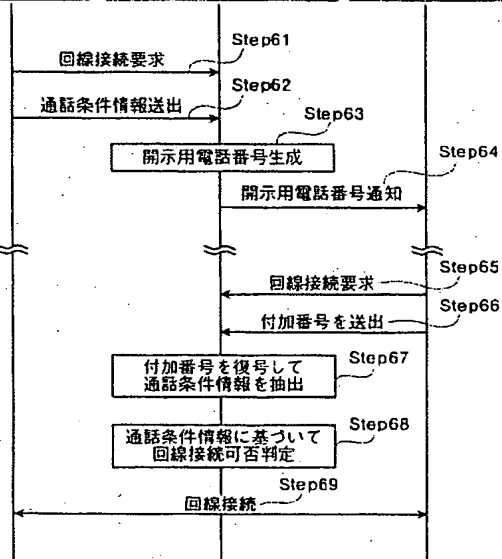 Step61
回線接続要求
Step62
通話条件情報送出
Step63
開示用電話番号生成
Step64
開示用電話番号通知
Step65
回線接続要求
Step66
付加番号を送出
Step67
付加番号を復号して
通話条件情報を抽出
Step68
通話条件情報に基づいて
回線接続可否判定
Step69
回線接続